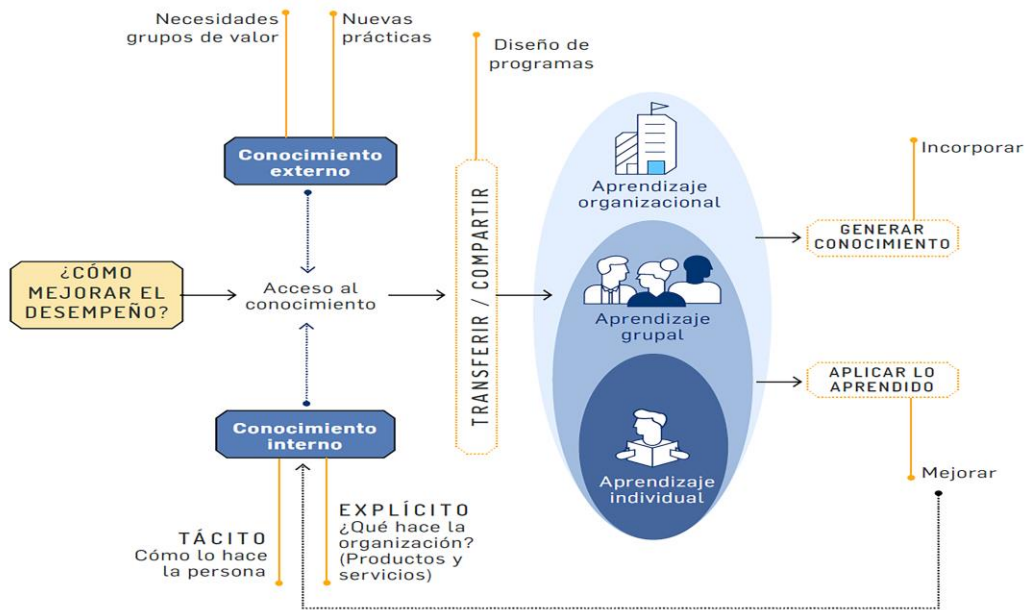 Necesidades
grupos de valor
Nuevas
prácticas
Diseño de
programas
Conocimiento
externo
¿CÓMO
MEJORAR EL
DESEMPEÑO?
Acceso al
conocimiento
TRANSFERIR / COMPARTIR
Aprendizaje
organizacional
Aprendizaje
grupal
Aprendizaje
individual
Incorporar
GENERAR
CONOCIMIENTO
APLICAR LO
APRENDIDO
Mejorar
Conocimiento
interno
TÁCITO
Cómo lo hace
la persona
EXPLÍCITO
¿Qué hace la
organización?
(Productos y
servicios)